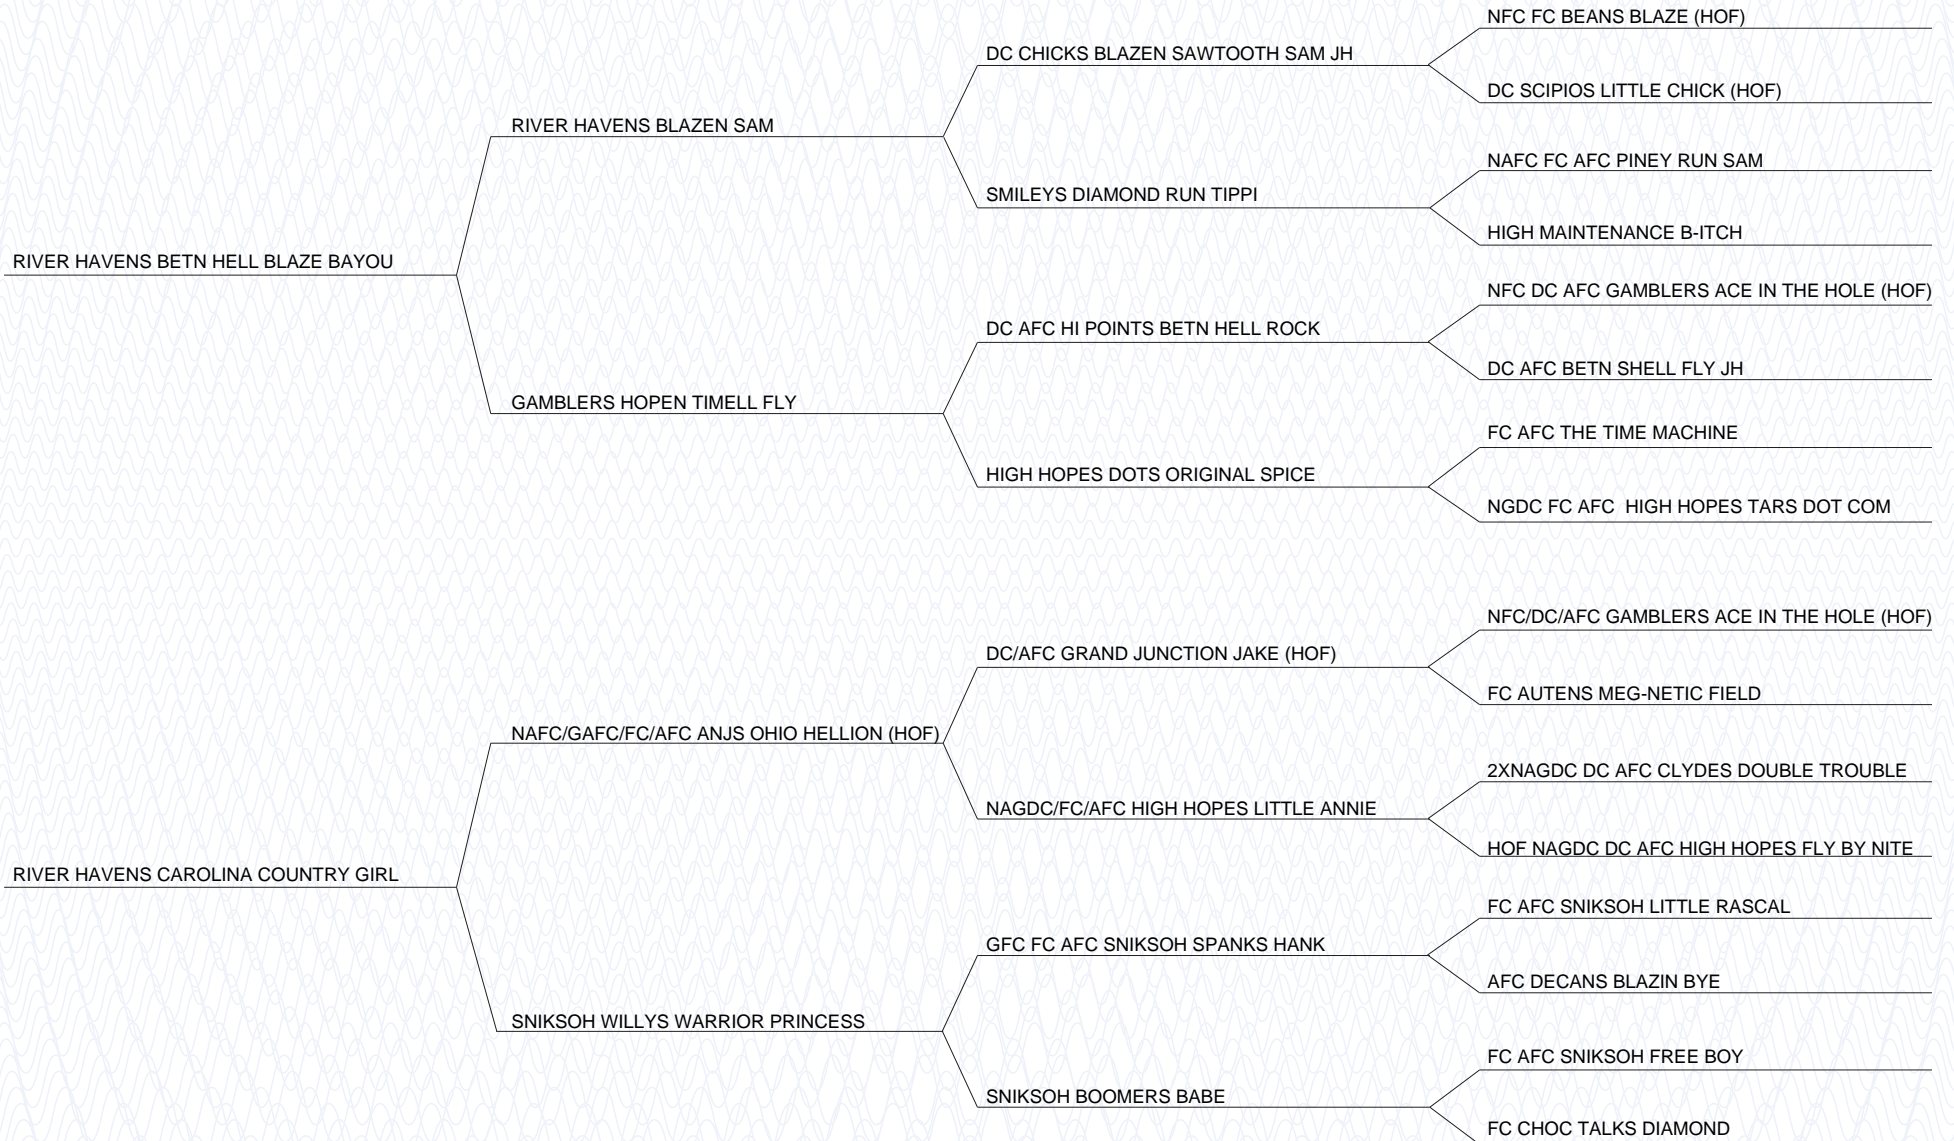 NFC FC BEANS BLAZE (HOF)
DC CHICKS BLAZEN SAWTOOTH SAM JH
DC SCIPIOS LITTLE CHICK (HOF)
RIVER HAVENS BLAZEN SAM
NAFC FC AFC PINEY RUN SAM
SMILEYS DIAMOND RUN TIPPI
HIGH MAINTENANCE B-ITCH
RIVER HAVENS BETN HELL BLAZE BAYOU
NFC DC AFC GAMBLERS ACE IN THE HOLE (HOF)
DC AFC HI POINTS BETN HELL ROCK
DC AFC BETN SHELL FLY JH
GAMBLERS HOPEN TIMELL FLY
FC AFC THE TIME MACHINE
HIGH HOPES DOTS ORIGINAL SPICE
NGDC FC AFC  HIGH HOPES TARS DOT COM
NFC/DC/AFC GAMBLERS ACE IN THE HOLE (HOF)
DC/AFC GRAND JUNCTION JAKE (HOF)
FC AUTENS MEG-NETIC FIELD
NAFC/GAFC/FC/AFC ANJS OHIO HELLION (HOF)
2XNAGDC DC AFC CLYDES DOUBLE TROUBLE
NAGDC/FC/AFC HIGH HOPES LITTLE ANNIE
HOF NAGDC DC AFC HIGH HOPES FLY BY NITE
RIVER HAVENS CAROLINA COUNTRY GIRL
FC AFC SNIKSOH LITTLE RASCAL
GFC FC AFC SNIKSOH SPANKS HANK
AFC DECANS BLAZIN BYE
SNIKSOH WILLYS WARRIOR PRINCESS
FC AFC SNIKSOH FREE BOY
SNIKSOH BOOMERS BABE
FC CHOC TALKS DIAMOND